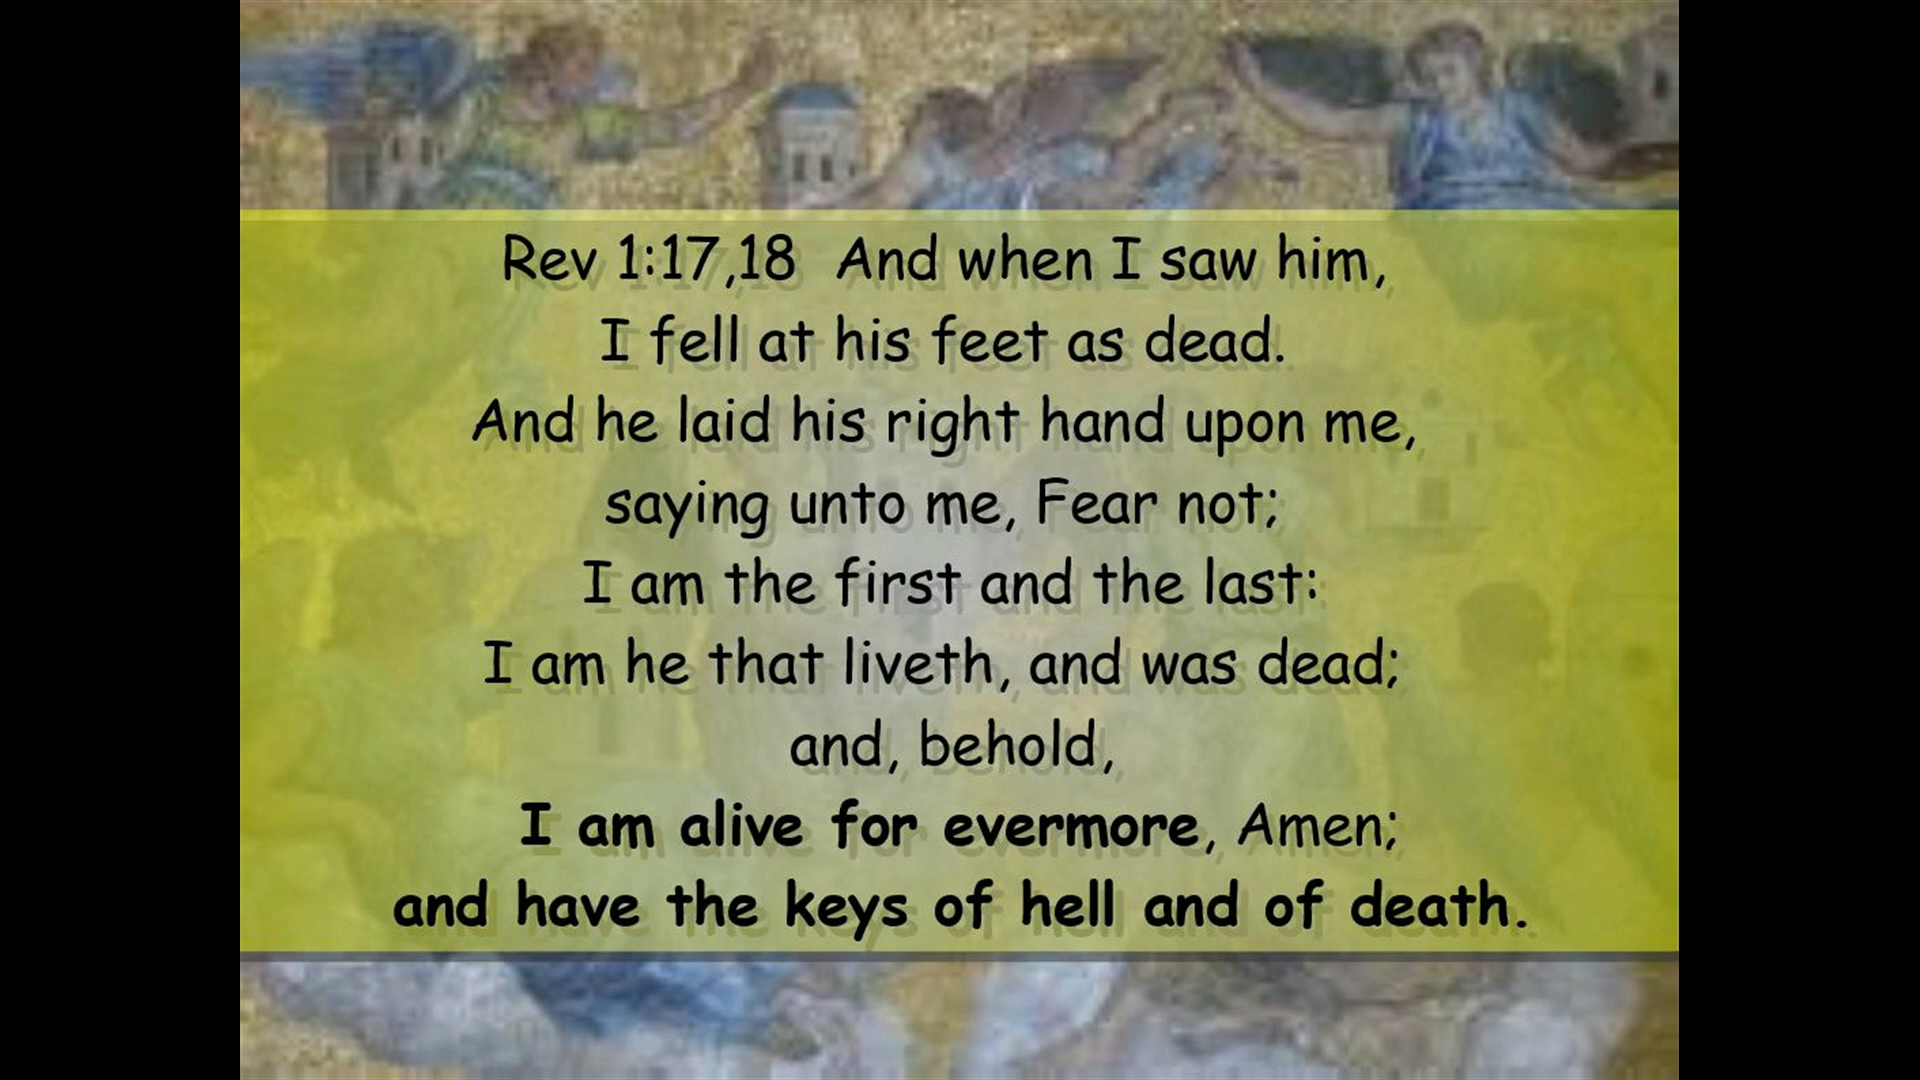 Rev 1:17,18  And when I saw him,
I fell at his feet as dead.
And he laid his right hand upon me,
saying unto me, Fear not;
I am the first and the last:
I am he that liveth, and was dead;
and, behold,
I am alive for evermore, Amen;
and have the keys of hell and of death.